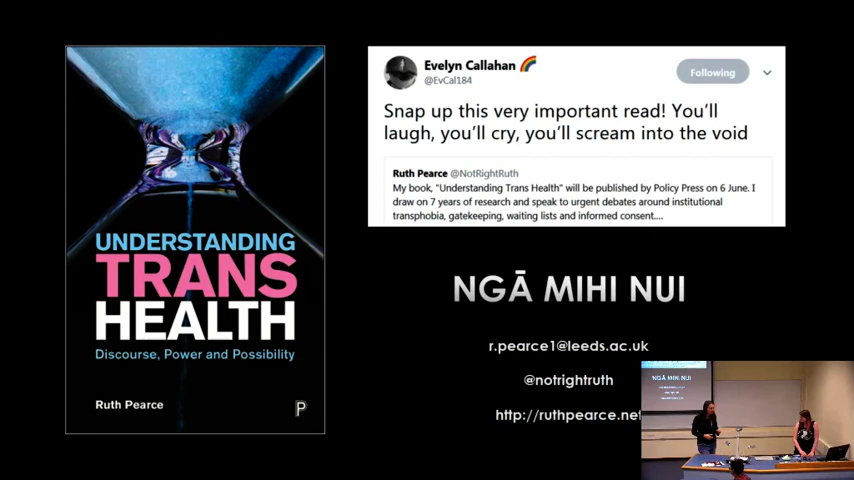 UNDERSTANDING
TRANS
HEALTH
Discourse, Power and Possibility
Ruth Pearce
P
Evelyn Callahan
@EvCal184
Following
Snap up this very important read! You’ll
laugh, you’ll cry, you’ll scream into the void
Ruth Pearce @NotRightRuth
My book, "Understanding Trans Health" will be published by Policy Press on 6 June. I
draw on 7 years of research and speak to urgent debates around institutional
transphobia, gatekeeping, waiting lists and informed consent....
NGĀ MIHI NUI
r.pearce1@leeds.ac.uk
@notrightruth
http://ruthpearce.net
NGĀ MIHI NUI